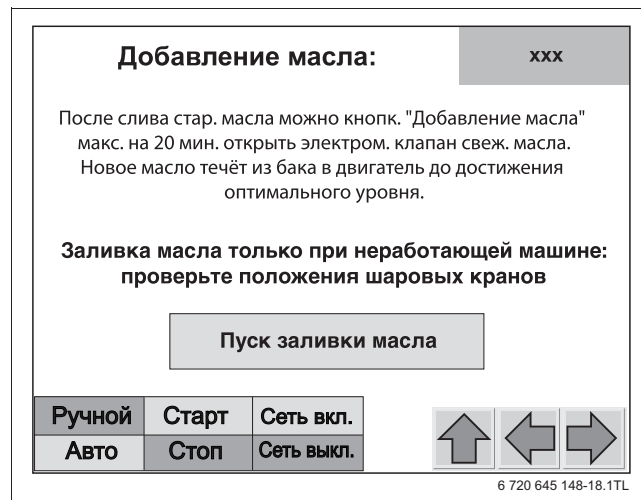 Добавление масла:
xxx
После слива стар. масла можно кнопк. "Добавление масла"
макс. на 20 мин. открыть электром. клапан свеж. масла.
Новое масло течёт из бака в двигатель до достижения
оптимального уровня.
Заливка масла только при неработающей машине:
проверьте положения шаровых кранов
Пуск заливки масла
Ручной Старт Сеть вкл.
Авто Стоп Сеть выкл.
6 720 645 148-18.1TL